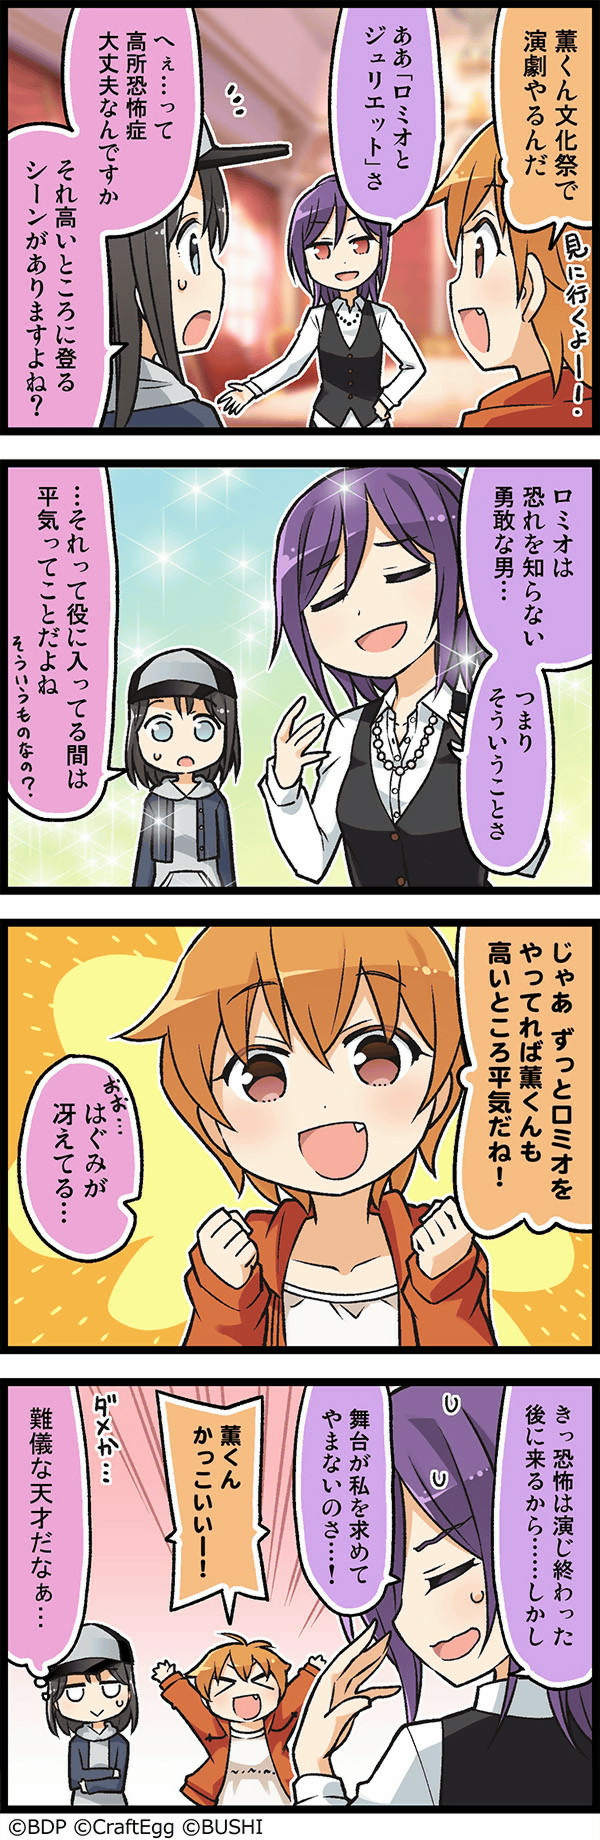 薫くん文化祭で
演劇やるんだ
見に行くよーー！
ああ「ロミオと
ジュリエット」さ
へぇ…って
高所恐怖症
大丈夫なんですか
それ高いところに登る
シーンがありますよね？
ロミオは
恐れを知らない
勇敢な男…
つまり
そういうことさ
…それって役に入ってる間は
平気ってことだよね
そういうものなの？
じゃあ ずっとロミオを
やってれば薫くんも
高いところ平気だね！
おお…
はぐみが
冴えてる…
きっ恐怖は演じ終わった
後に来るから……しかし
舞台が私を求めて
やまないのさ…！
薫くん
かっこいいー！
ダメか…
難儀な天才だなぁ…
©BDP ©CraftEgg ©BUSHI